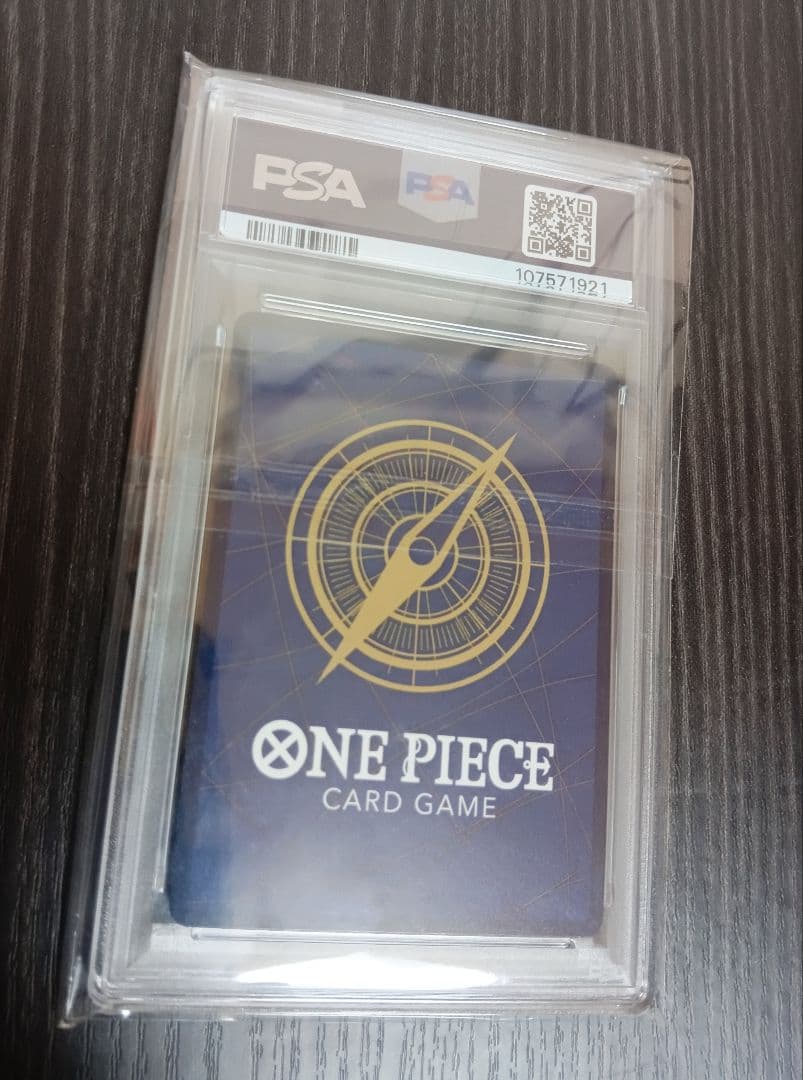 PSA
PSA
107571921
ONE PIECE
CARD GAME